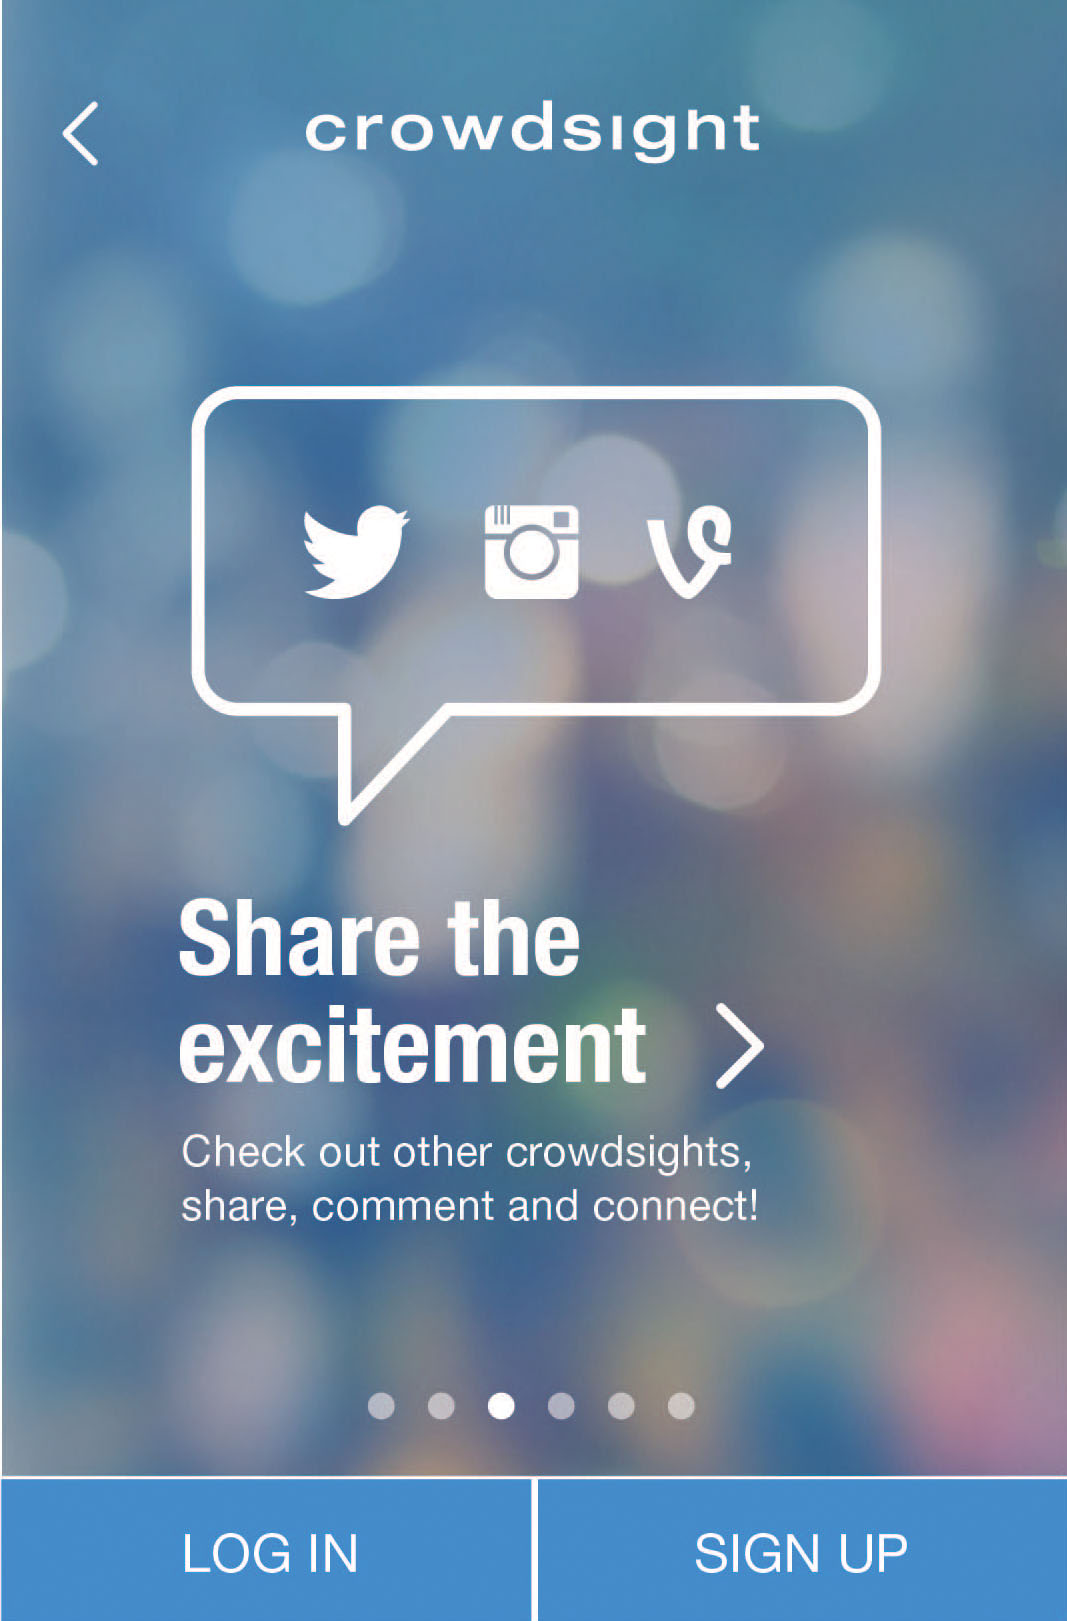 crowdsight
Share the
excitement
Check out other crowdsights,
share, comment and connect!
LOG IN
SIGN UP